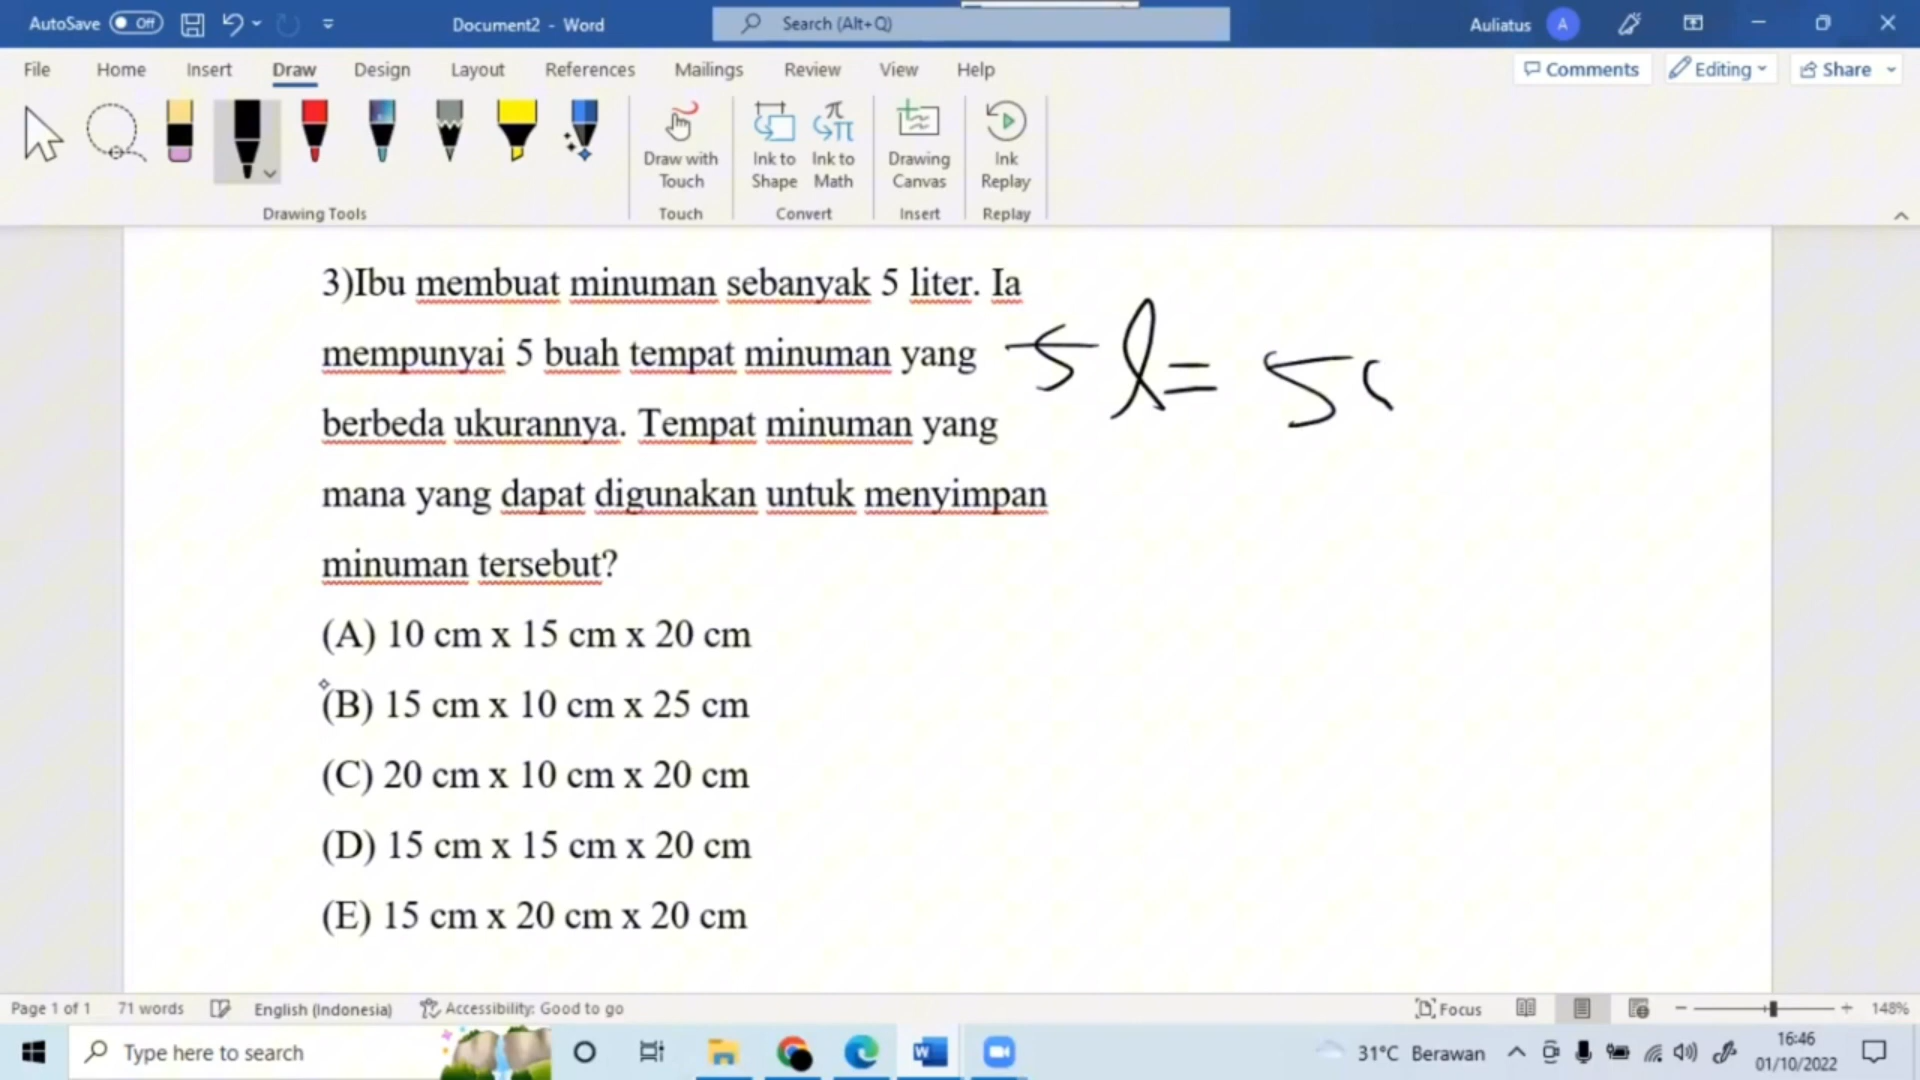 AutoSave Off Document2 - Word Search (Alt+Q) Auliatus A
File Home Insert Draw Design Layout References Mailings Review View Help Comments Editing Share
Draw with Touch
Ink to Shape
Ink to Math
Drawing Canvas
Ink Replay
Drawing Tools Touch Convert Insert Replay
3)Ibu membuat minuman sebanyak 5 liter. Ia
mempunyai 5 buah tempat minuman yang
5 l =
berbeda ukurannya. Tempat minuman yang
mana yang dapat digunakan untuk menyimpan
minuman tersebut?
(A) 10 cm x 15 cm x 20 cm
(B) 15 cm x 10 cm x 25 cm
(C) 20 cm x 10 cm x 20 cm
(D) 15 cm x 15 cm x 20 cm
(E) 15 cm x 20 cm x 20 cm
Page 1 of 1 71 words English (Indonesia) Accessibility: Good to go Focus 148%
Type here to search 31°C Berawan 16:46
01/10/2022